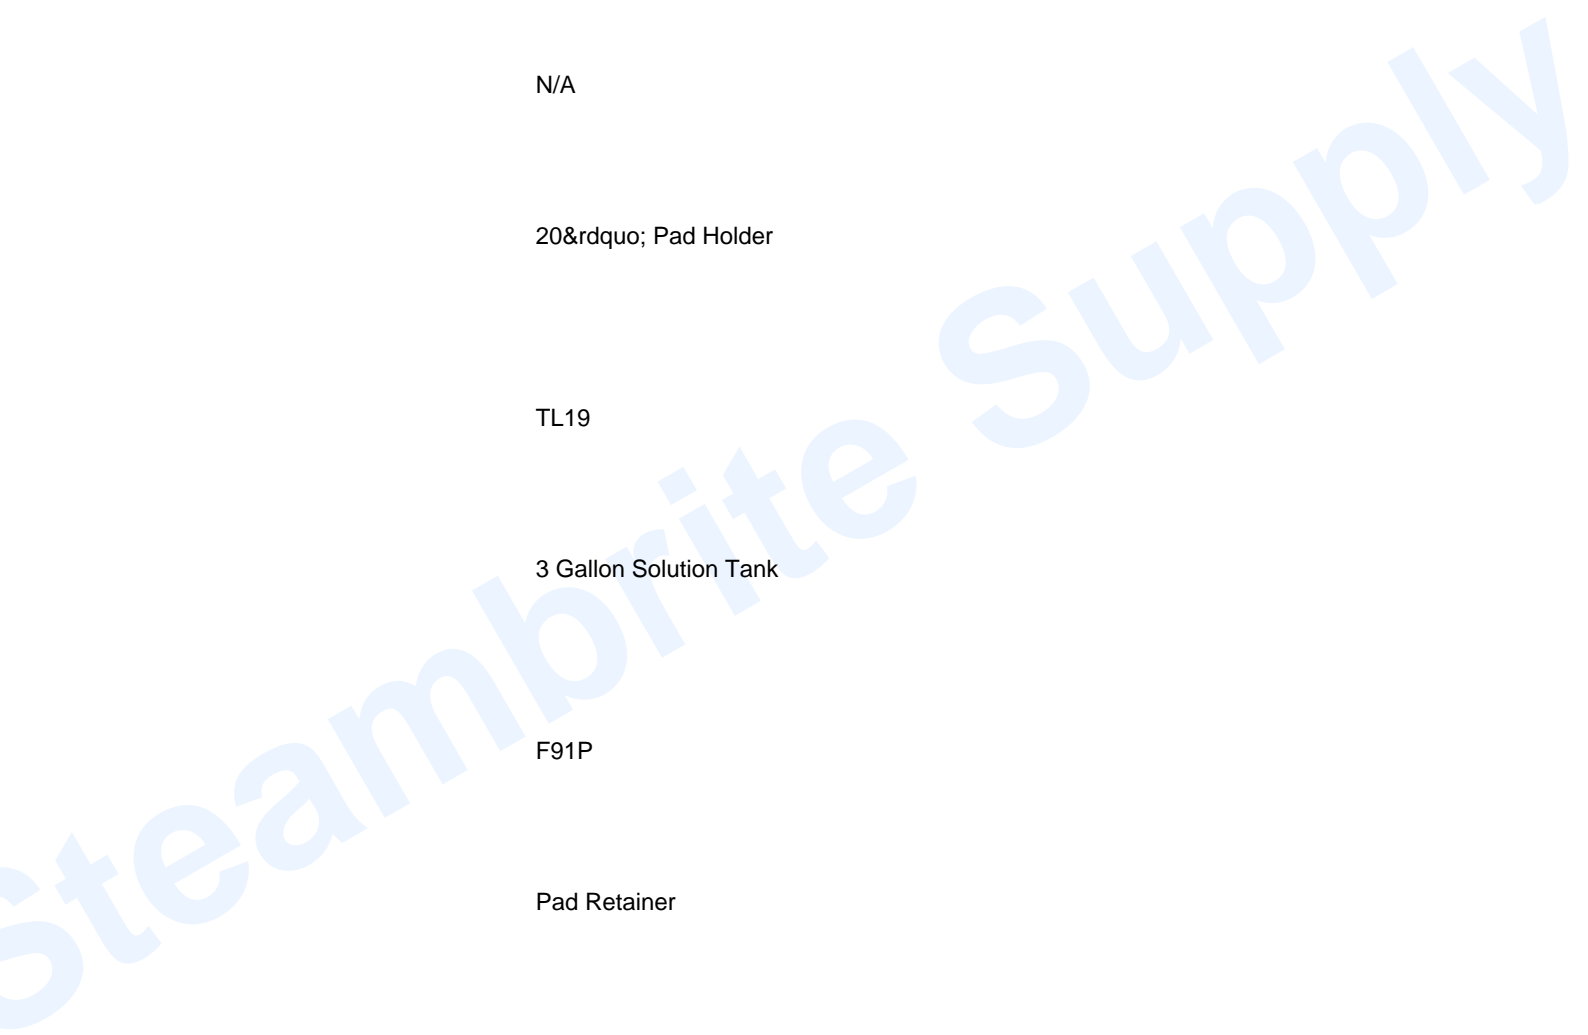 N/A
20&rdquo; Pad Holder
TL19
3 Gallon Solution Tank
F91P
Pad Retainer
Steambrite Supply